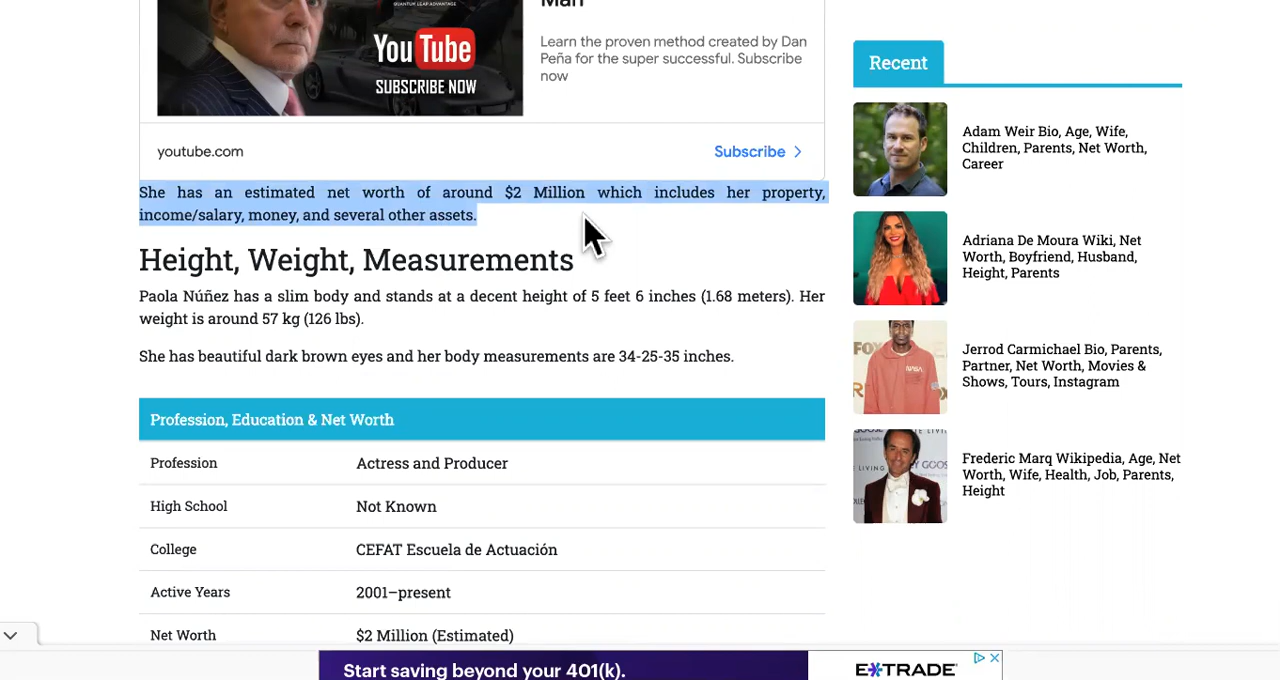 Man
QUANTUM LEAP ADVANTAGE
YouTube
SUBSCRIBE NOW
Learn the proven method created by Dan
Peña for the super successful. Subscribe
now
youtube.com
Subscribe
She has an estimated net worth of around $2 Million which includes her property,
income/salary, money, and several other assets.
Height, Weight, Measurements
Paola Núñez has a slim body and stands at a decent height of 5 feet 6 inches (1.68 meters). Her
weight is around 57 kg (126 lbs).
She has beautiful dark brown eyes and her body measurements are 34-25-35 inches.
Profession, Education & Net Worth
Profession Actress and Producer
High School Not Known
College CEFAT Escuela de Actuación
Active Years 2001–present
Net Worth $2 Million (Estimated)
Recent
Adam Weir Bio, Age, Wife,
Children, Parents, Net Worth,
Career
Adriana De Moura Wiki, Net
Worth, Boyfriend, Husband,
Height, Parents
Jerrod Carmichael Bio, Parents,
Partner, Net Worth, Movies &
Shows, Tours, Instagram
Frederic Marq Wikipedia, Age, Net
Worth, Wife, Health, Job, Parents,
Height
Start saving beyond your 401(k).
E*TRADE